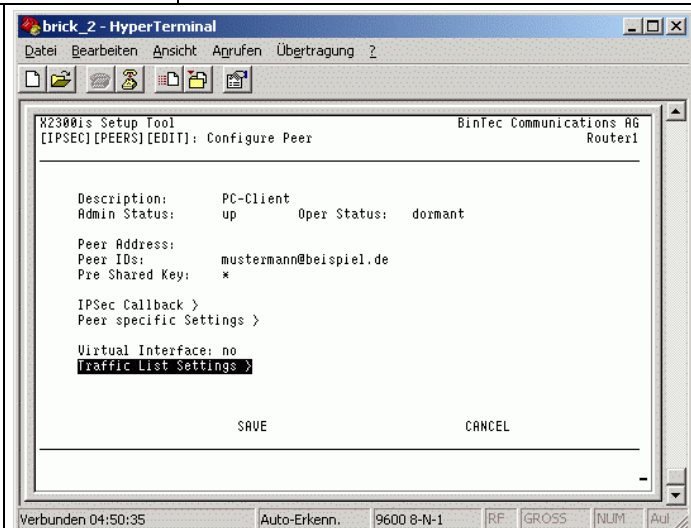 brick_2 - HyperTerminal
Datei Bearbeiten Ansicht Anrufen Übertragung ?
X2300is Setup Tool BinTec Communications AG
[IPSEC][PEERS][EDIT]: Configure Peer Router1
Description: PC-Client
Admin Status: up Oper Status: dormant
Peer Address:
Peer IDs: mustermann@beispiel.de
Pre Shared Key: *
IPSec Callback >
Peer specific Settings >
Virtual Interface: no
Traffic List Settings >
SAVE CANCEL
Verbunden 04:50:35 Auto-Erkenn. 9600 8-N-1 RF GROSS NUM Auf